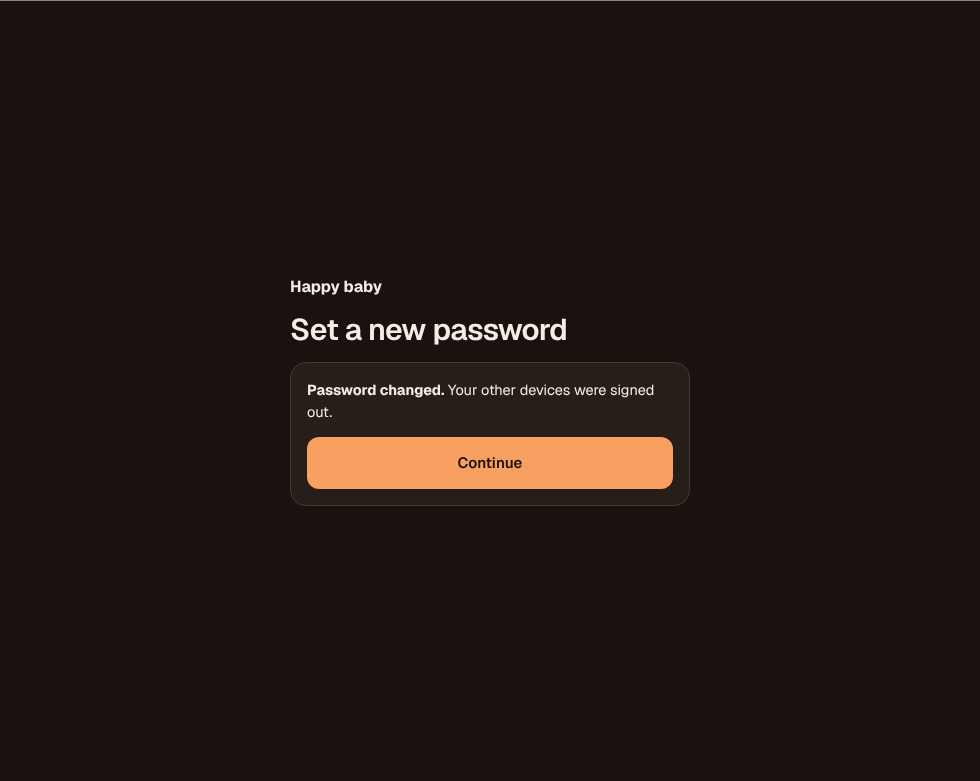 Happy baby
Set a new password
Password changed. Your other devices were signed
out.
Continue